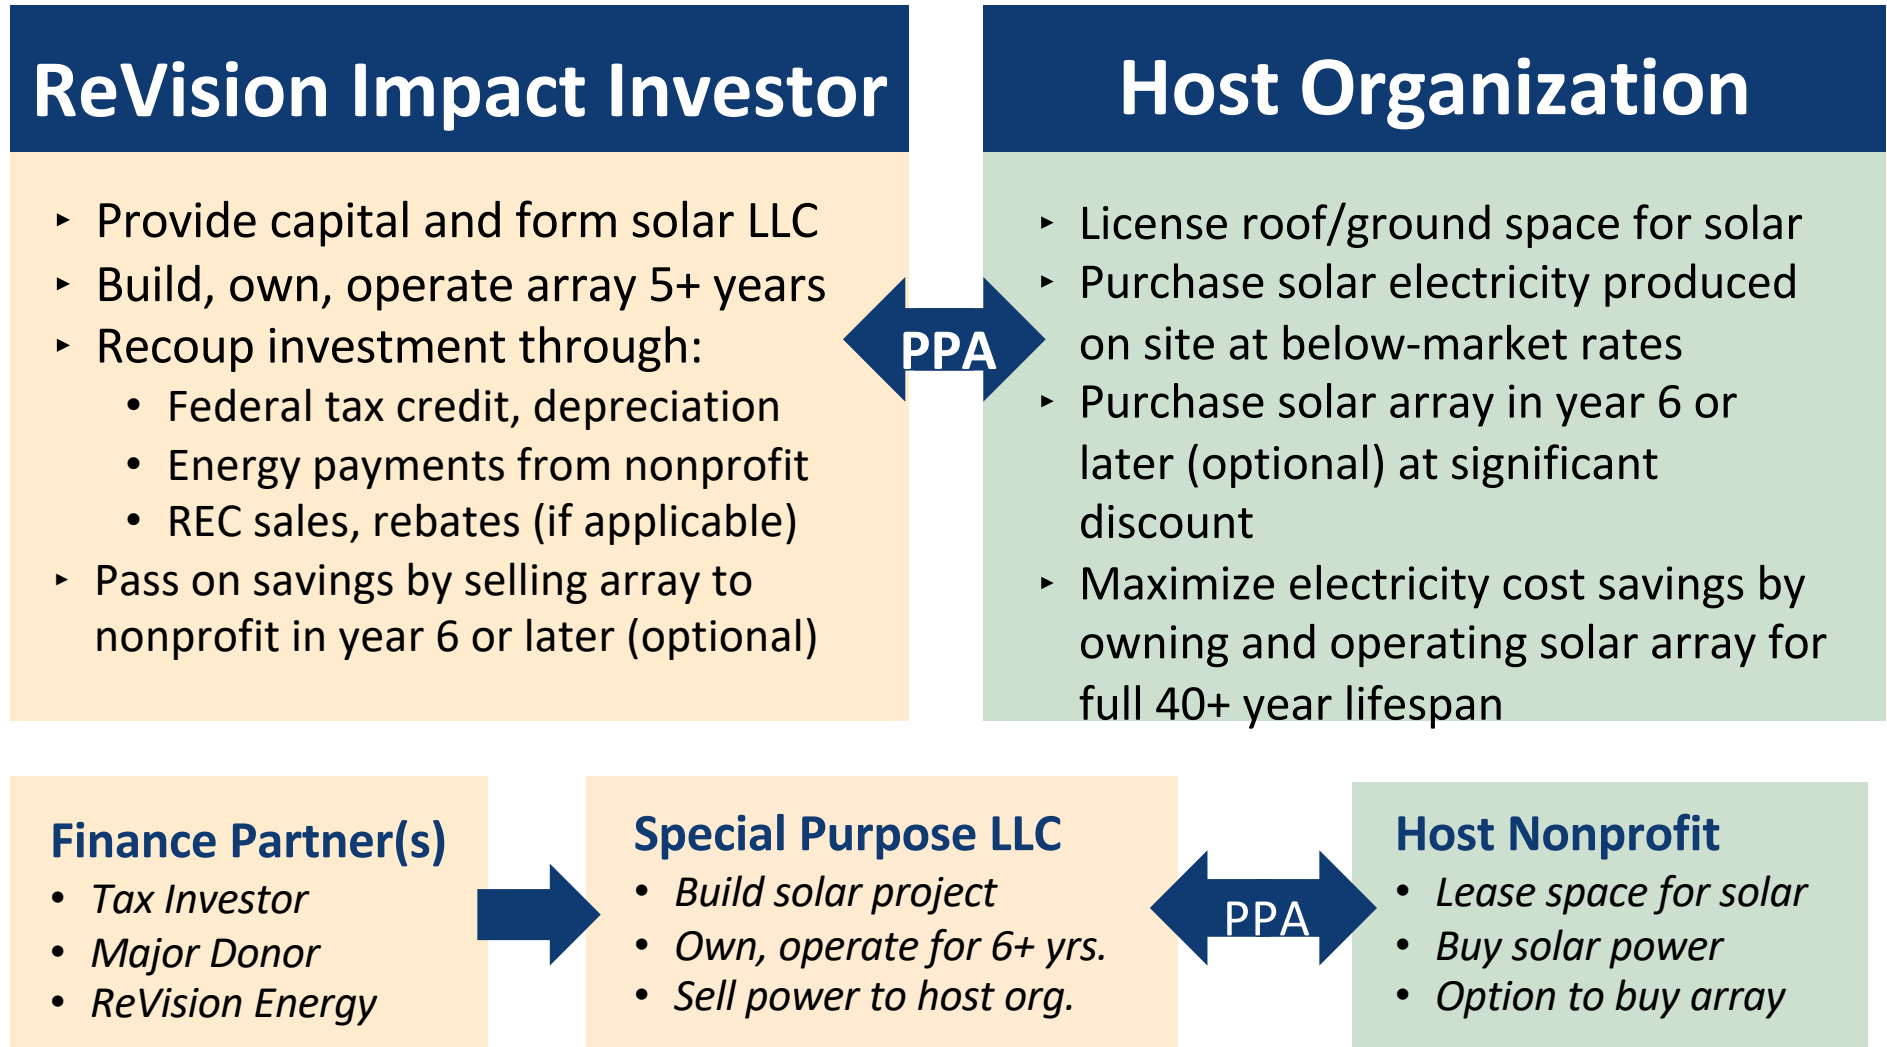 ReVision Impact Investor
‣ Provide capital and form solar LLC
‣ Build, own, operate array 5+ years
‣ Recoup investment through:
• Federal tax credit, depreciation
• Energy payments from nonprofit
• REC sales, rebates (if applicable)
‣ Pass on savings by selling array to
nonprofit in year 6 or later (optional)
PPA
Host Organization
‣ License roof/ground space for solar
‣ Purchase solar electricity produced
on site at below-market rates
‣ Purchase solar array in year 6 or
later (optional) at significant
discount
‣ Maximize electricity cost savings by
owning and operating solar array for
full 40+ year lifespan
Finance Partner(s)
• Tax Investor
• Major Donor
• ReVision Energy
Special Purpose LLC
• Build solar project
• Own, operate for 6+ yrs.
• Sell power to host org.
PPA
Host Nonprofit
• Lease space for solar
• Buy solar power
• Option to buy array